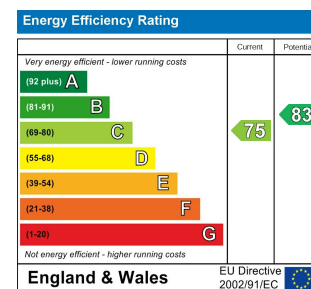 Energy Efficiency Rating
Current Potentia
Very energy efficient - lower running costs
(92 plus) A
(81-91) B
(69-80) C
(55-68) D
(39-54) E
(21-38) F
(1-20) G
75
83
Not energy efficient - higher running costs
England & Wales
EU Directive
2002/91/EC